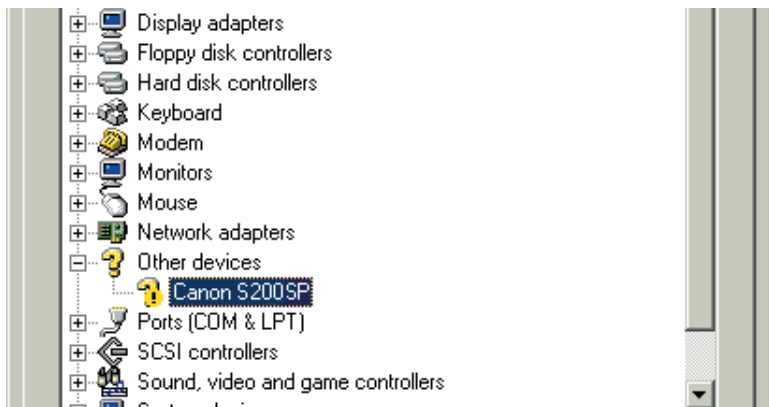 Display adapters
Floppy disk controllers
Hard disk controllers
Keyboard
Modem
Monitors
Mouse
Network adapters
Other devices
Canon S200SP
Ports (COM & LPT)
SCSI controllers
Sound, video and game controllers